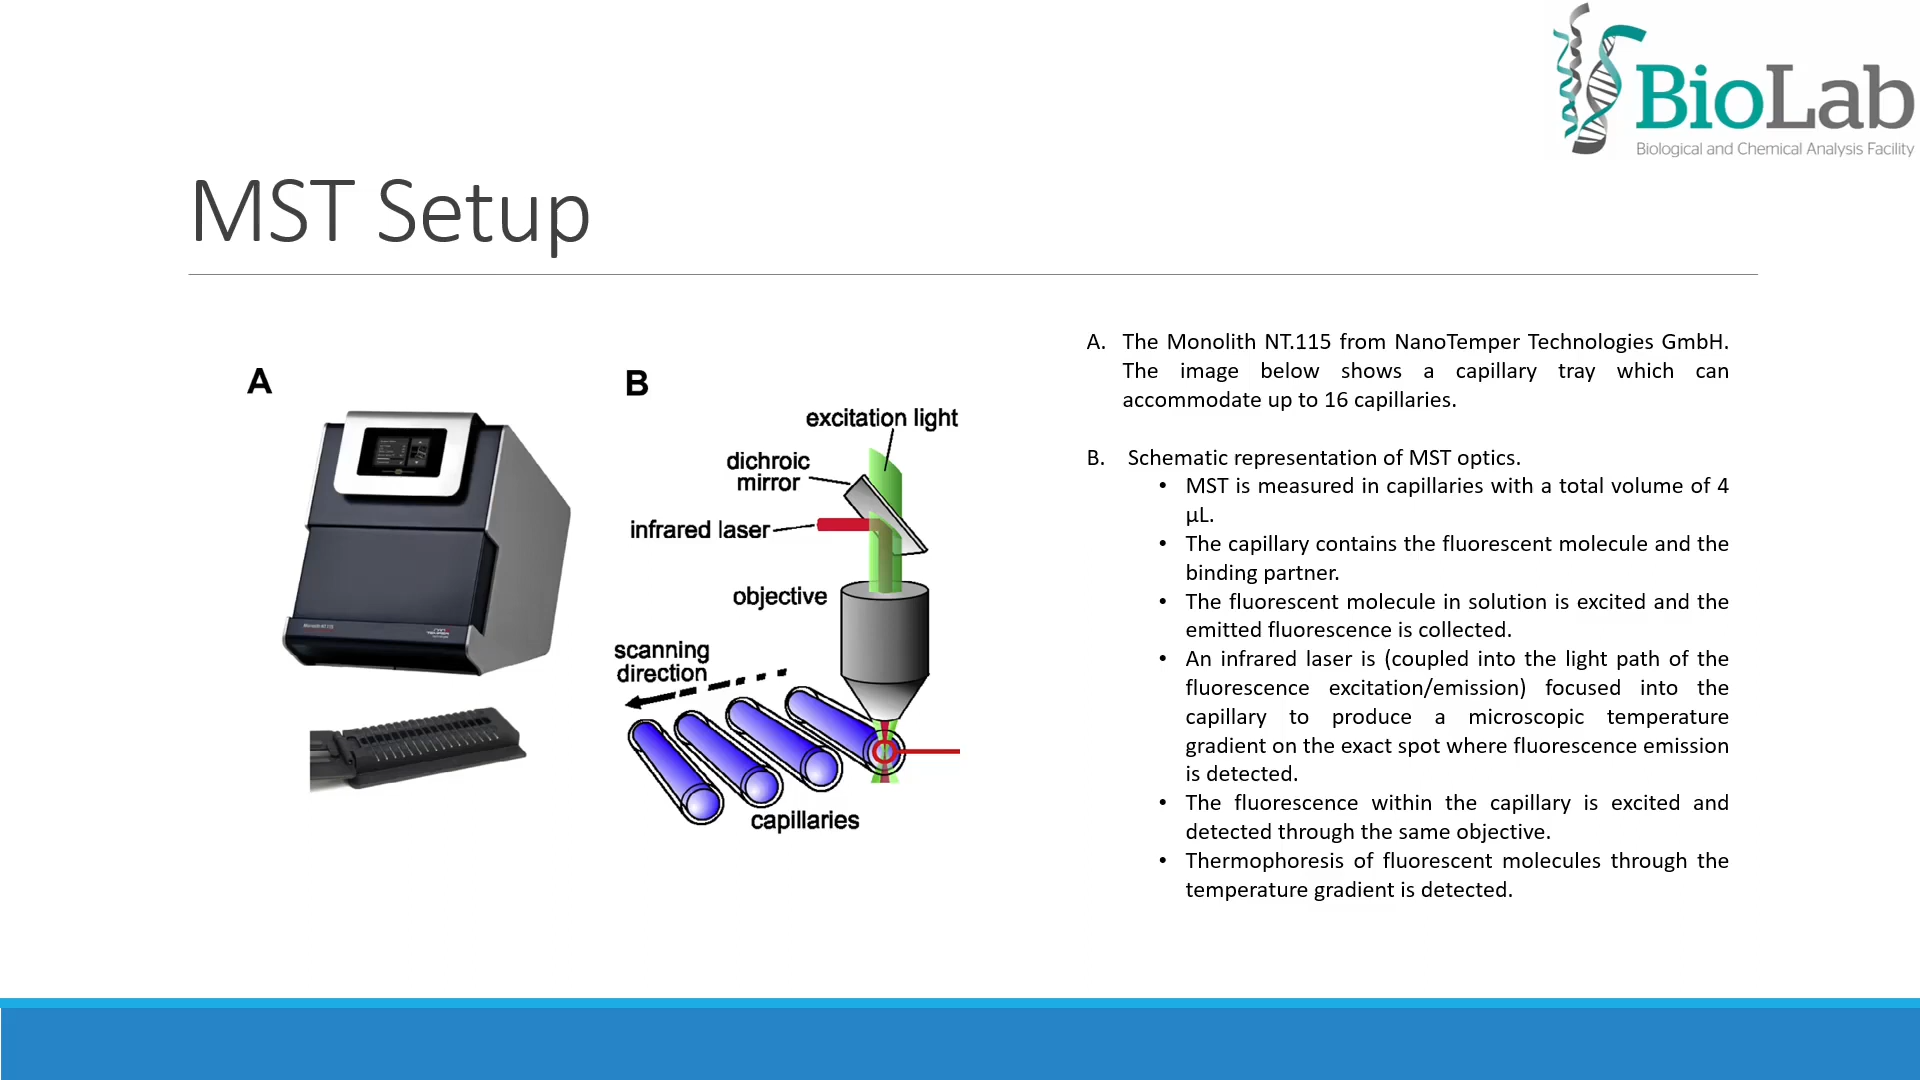 BioLab
Biological and Chemical Analysis Facility
MST Setup
A
B
excitation light
dichroic
mirror
infrared laser
objective
scanning
direction
capillaries
A. The Monolith NT.115 from NanoTemper Technologies GmbH.
The image below shows a capillary tray which can
accommodate up to 16 capillaries.
B. Schematic representation of MST optics.
• MST is measured in capillaries with a total volume of 4
µL.
• The capillary contains the fluorescent molecule and the
binding partner.
• The fluorescent molecule in solution is excited and the
emitted fluorescence is collected.
• An infrared laser is (coupled into the light path of the
fluorescence excitation/emission) focused into the
capillary to produce a microscopic temperature
gradient on the exact spot where fluorescence emission
is detected.
• The fluorescence within the capillary is excited and
detected through the same objective.
• Thermophoresis of fluorescent molecules through the
temperature gradient is detected.